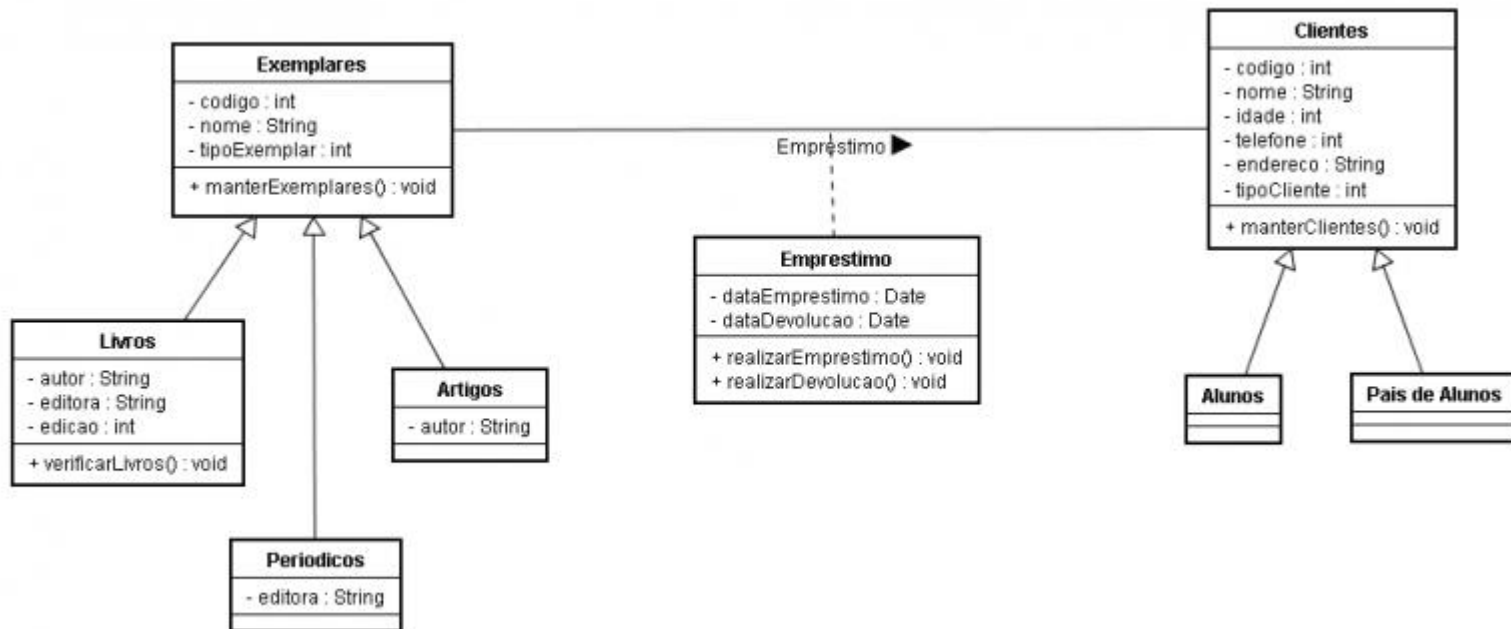 Exemplares
- codigo : int
- nome : String
- tipoExemplar : int
+ manterExemplares() : void
Emprestimo ▶
Clientes
- codigo : int
- nome : String
- idade : int
- telefone : int
- endereco : String
- tipoCliente : int
+ manterClientes() : void
Emprestimo
- dataEmprestimo : Date
- dataDevolucao : Date
+ realizarEmprestimo() : void
+ realizarDevolucao() : void
Livros
- autor : String
- editora : String
- edicao : int
+ verificarLivros() : void
Artigos
- autor : String
Alunos
Pais de Alunos
Periodicos
- editora : String